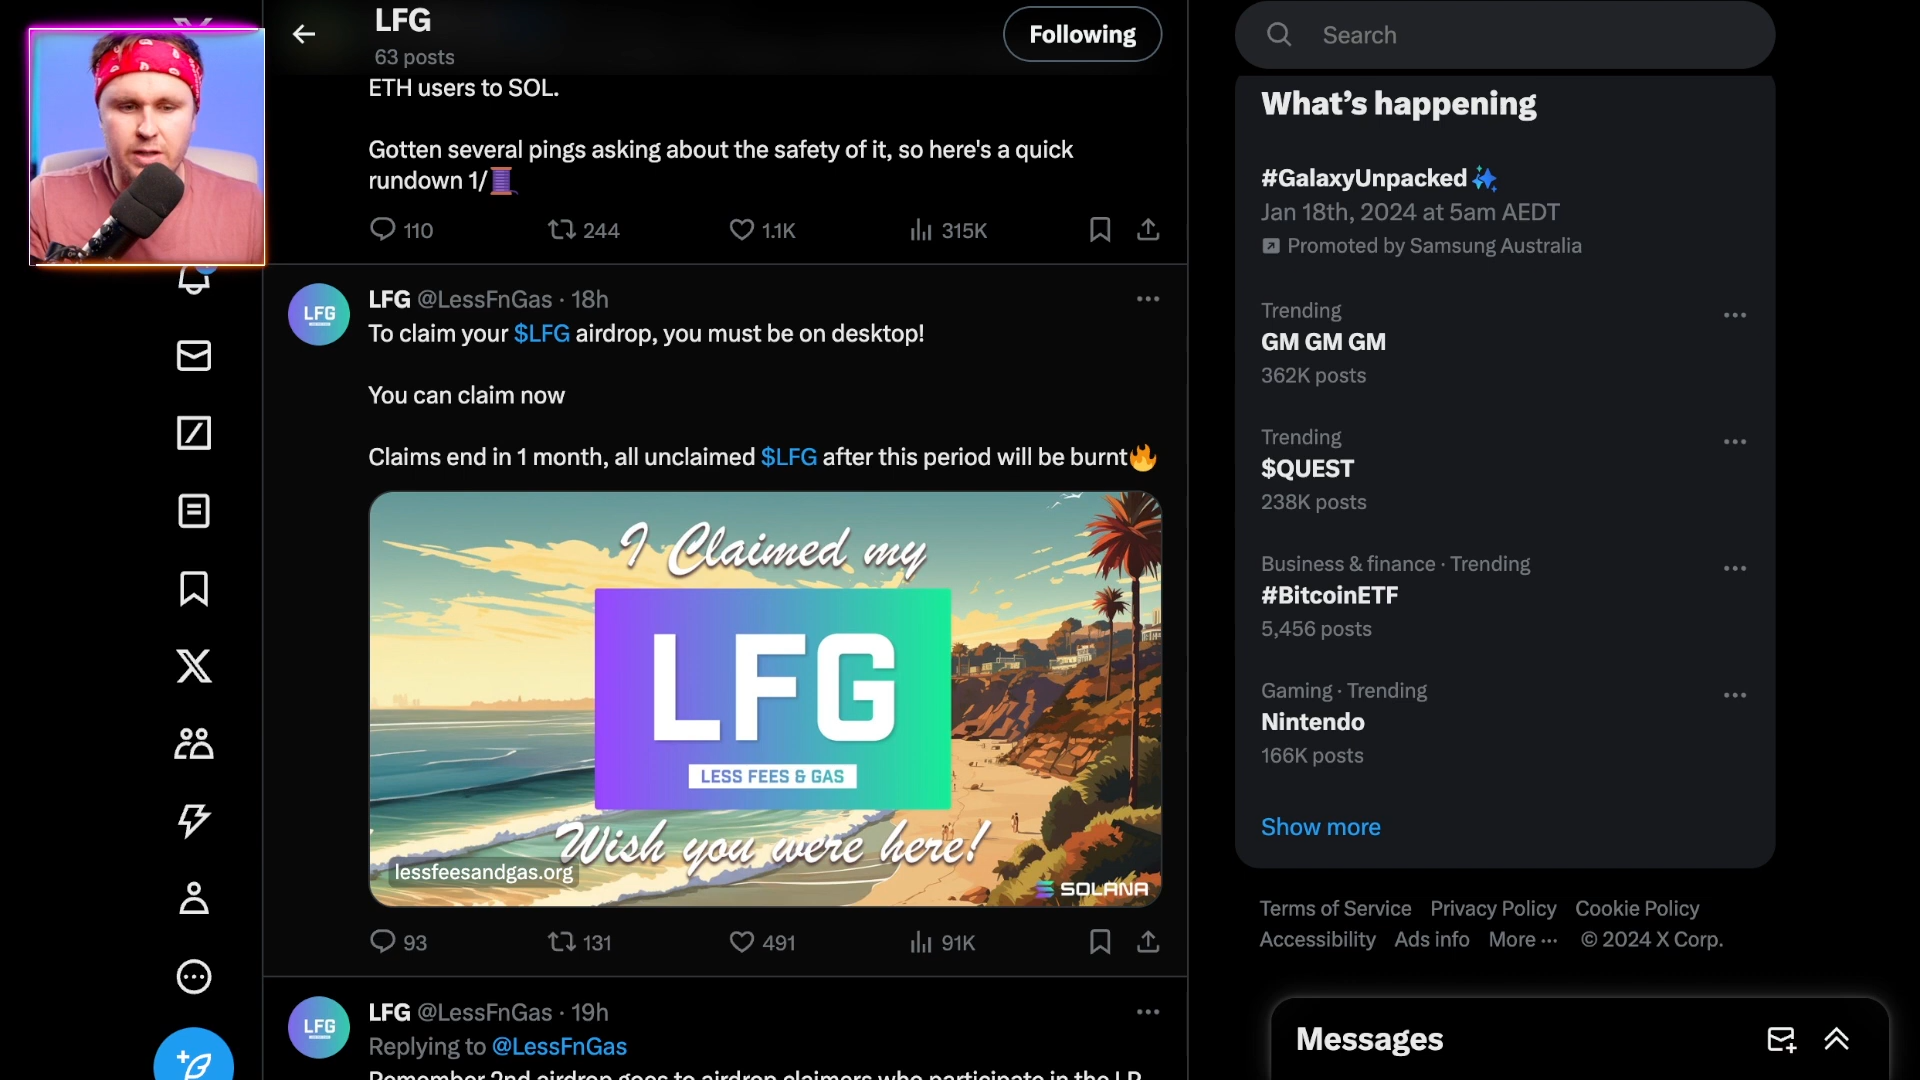 LFG
63 posts
Following
ETH users to SOL.
Gotten several pings asking about the safety of it, so here's a quick
rundown 1/🧵
110
244
1.1K
315K
LFG
LFG @LessFnGas · 18h
To claim your $LFG airdrop, you must be on desktop!
You can claim now
Claims end in 1 month, all unclaimed $LFG after this period will be burnt🔥
I Claimed my
LFG
LESS FEES & GAS
Wish you were here!
lessfeesandgas.org
SOLANA
93
131
491
91K
LFG
LFG @LessFnGas · 19h
Replying to @LessFnGas
Remember 2nd airdrop goes to airdrop claimers who participate in the LP
Search
What's happening
#GalaxyUnpacked✨
Jan 18th, 2024 at 5am AEDT
Promoted by Samsung Australia
Trending
GM GM GM
362K posts
Trending
$QUEST
238K posts
Business & finance · Trending
#BitcoinETF
5,456 posts
Gaming · Trending
Nintendo
166K posts
Show more
Terms of Service Privacy Policy Cookie Policy
Accessibility Ads info More ··· © 2024 X Corp.
Messages